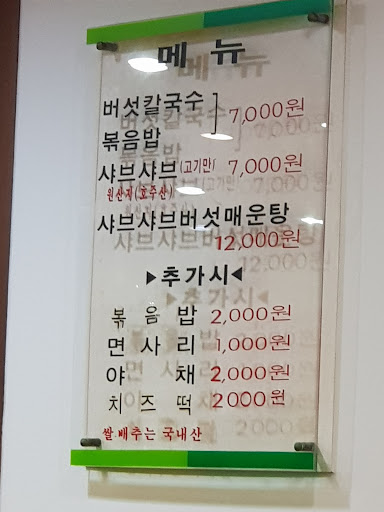 메뉴
버섯칼국수
볶음밥 7,000원
샤브샤브(고기만) 7,000원
원산지(호주산)
샤브샤브버섯매운탕
12,000원
▶추가시◀
볶음밥 2,000원
면사리 1,000원
야채 2,000원
치즈떡 2000원
쌀.배추는 국내산